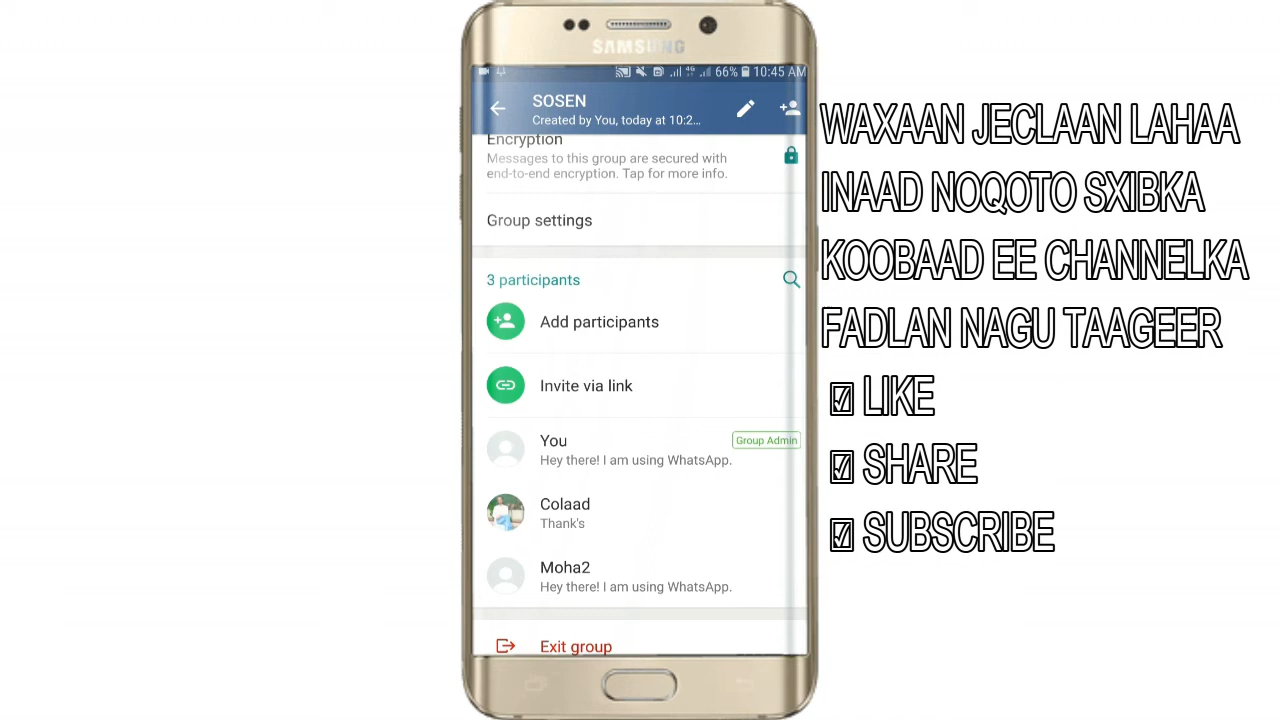 SAMSUNG
4G 66% 10:45 AM
SOSEN
Created by You, today at 10:2...
Encryption
Messages to this group are secured with
end-to-end encryption. Tap for more info.
Group settings
3 participants
Add participants
Invite via link
You
Group Admin
Hey there! I am using WhatsApp.
Colaad
Thank's
Moha2
Hey there! I am using WhatsApp.
Exit group
WAXAAN JECLAAN LAHAA
INAAD NOQOTO SXIBKA
KOOBAAD EE CHANNELKA
FADLAN NAGU TAAGEER
☑ LIKE
☑ SHARE
☑ SUBSCRIBE